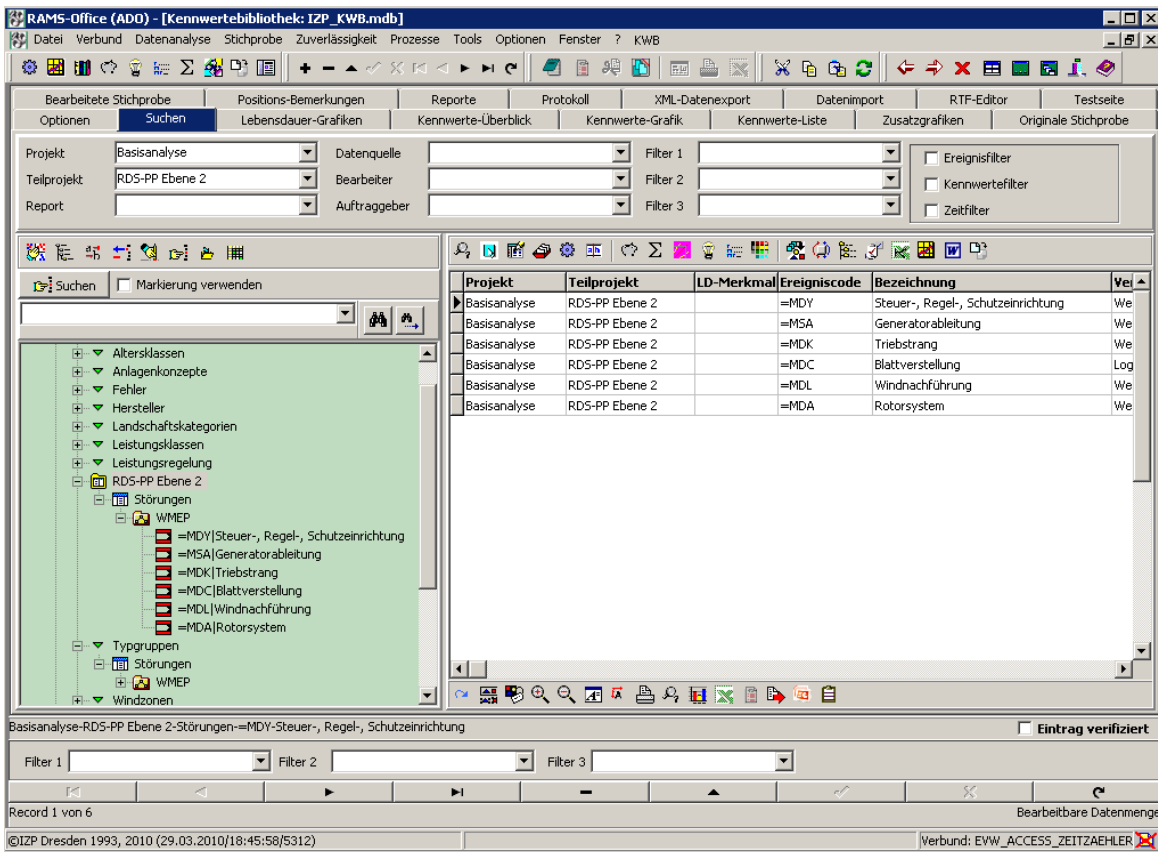 RAMS-Office (ADO) - [Kennwertebibliothek: IZP_KWB.mdb]
Datei Verbund Datenanalyse Stichprobe Zuverlässigkeit Prozesse Tools Optionen Fenster ? KWB
Bearbeitete Stichprobe Positions-Bemerkungen Reporte Protokoll XML-Datenexport Datenimport RTF-Editor Testseite
Optionen Suchen Lebensdauer-Grafiken Kennwerte-Überblick Kennwerte-Grafik Kennwerte-Liste Zusatzgrafiken Originale Stichprobe
Projekt Basisanalyse Datenquelle Filter 1 Ereignisfilter
Teilprojekt RDS-PP Ebene 2 Bearbeiter Filter 2 Kennwertefilter
Report Auftraggeber Filter 3 Zeitfilter
Suchen Markierung verwenden
Altersklassen
Anlagenkonzepte
Fehler
Hersteller
Landschaftskategorien
Leistungsklassen
Leistungsregelung
RDS-PP Ebene 2
Störungen
WMEP
=MDY|Steuer-, Regel-, Schutzeinrichtung
=MSA|Generatorableitung
=MDK|Triebstrang
=MDC|Blattverstellung
=MDL|Windnachführung
=MDA|Rotorsystem
Typgruppen
Störungen
WMEP
Windzonen
Projekt Teilprojekt LD-Merkmal Ereigniscode Bezeichnung
Basisanalyse RDS-PP Ebene 2 =MDY Steuer-, Regel-, Schutzeinrichtung We
Basisanalyse RDS-PP Ebene 2 =MSA Generatorableitung We
Basisanalyse RDS-PP Ebene 2 =MDK Triebstrang We
Basisanalyse RDS-PP Ebene 2 =MDC Blattverstellung Log
Basisanalyse RDS-PP Ebene 2 =MDL Windnachführung We
Basisanalyse RDS-PP Ebene 2 =MDA Rotorsystem We
Basisanalyse-RDS-PP Ebene 2-Störungen-=MDY-Steuer-, Regel-, Schutzeinrichtung Eintrag verifiziert
Filter 1 Filter 2 Filter 3
Record 1 von 6 Bearbeitbare Datenmenge
©IZP Dresden 1993, 2010 (29.03.2010/18:45:58/5312) Verbund: EVW_ACCESS_ZEITZAEHLER